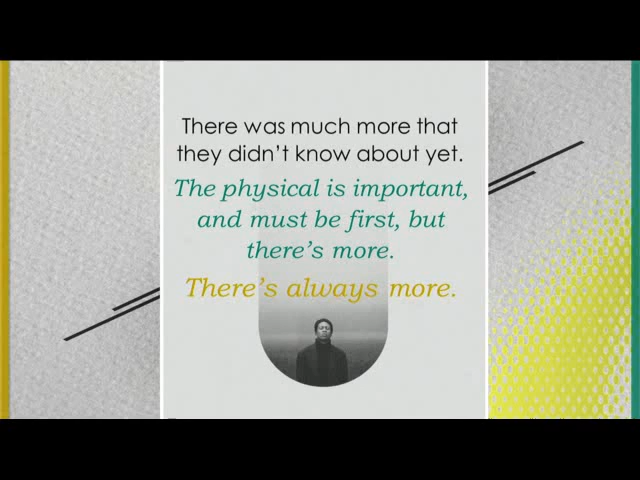 There was much more that
they didn't know about yet.
The physical is important,
and must be first, but
there's more.
There's always more.